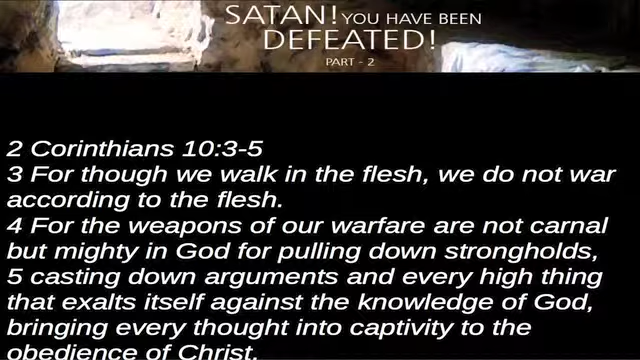 SATAN! YOU HAVE BEEN
DEFEATED!
PART - 2
2 Corinthians 10:3-5
3 For though we walk in the flesh, we do not war
according to the flesh.
4 For the weapons of our warfare are not carnal
but mighty in God for pulling down strongholds,
5 casting down arguments and every high thing
that exalts itself against the knowledge of God,
bringing every thought into captivity to the
obedience of Christ.